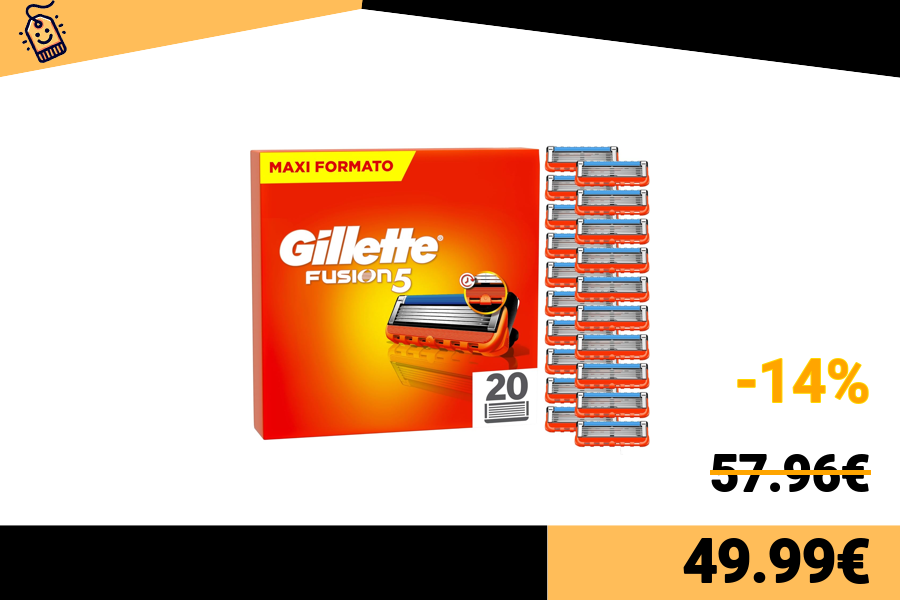 MAXI FORMATO
Gillette®
FUSION5
20
-14%
57.96€
49.99€